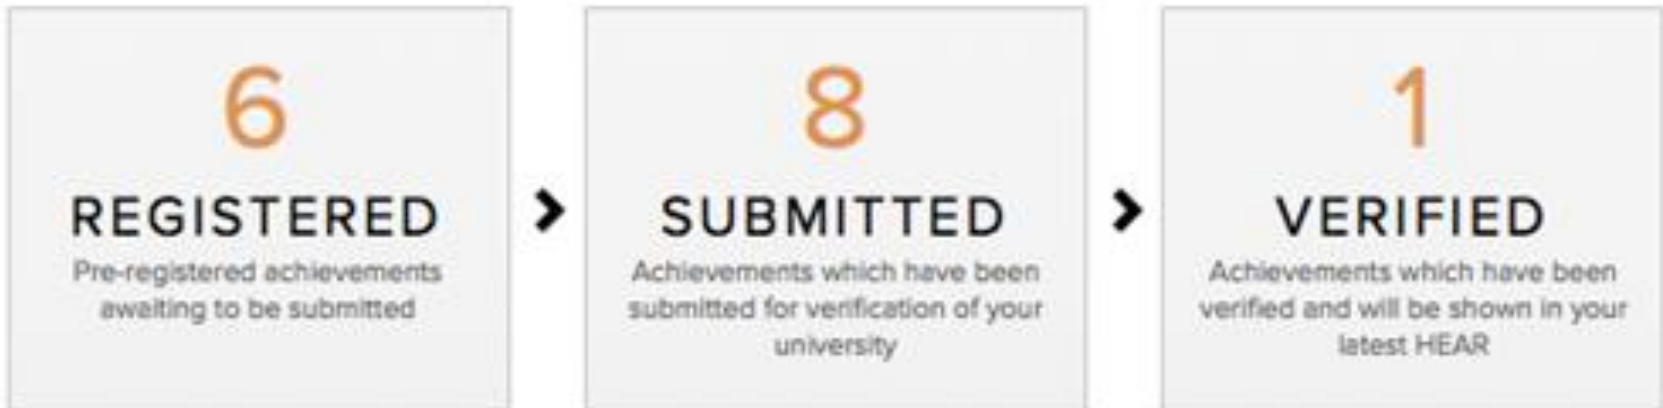 6
REGISTERED
Pre-registered achievements
awaiting to be submitted
8
SUBMITTED
Achievements which have been
submitted for verification of your
university
1
VERIFIED
Achievements which have been
verified and will be shown in your
latest HEAR